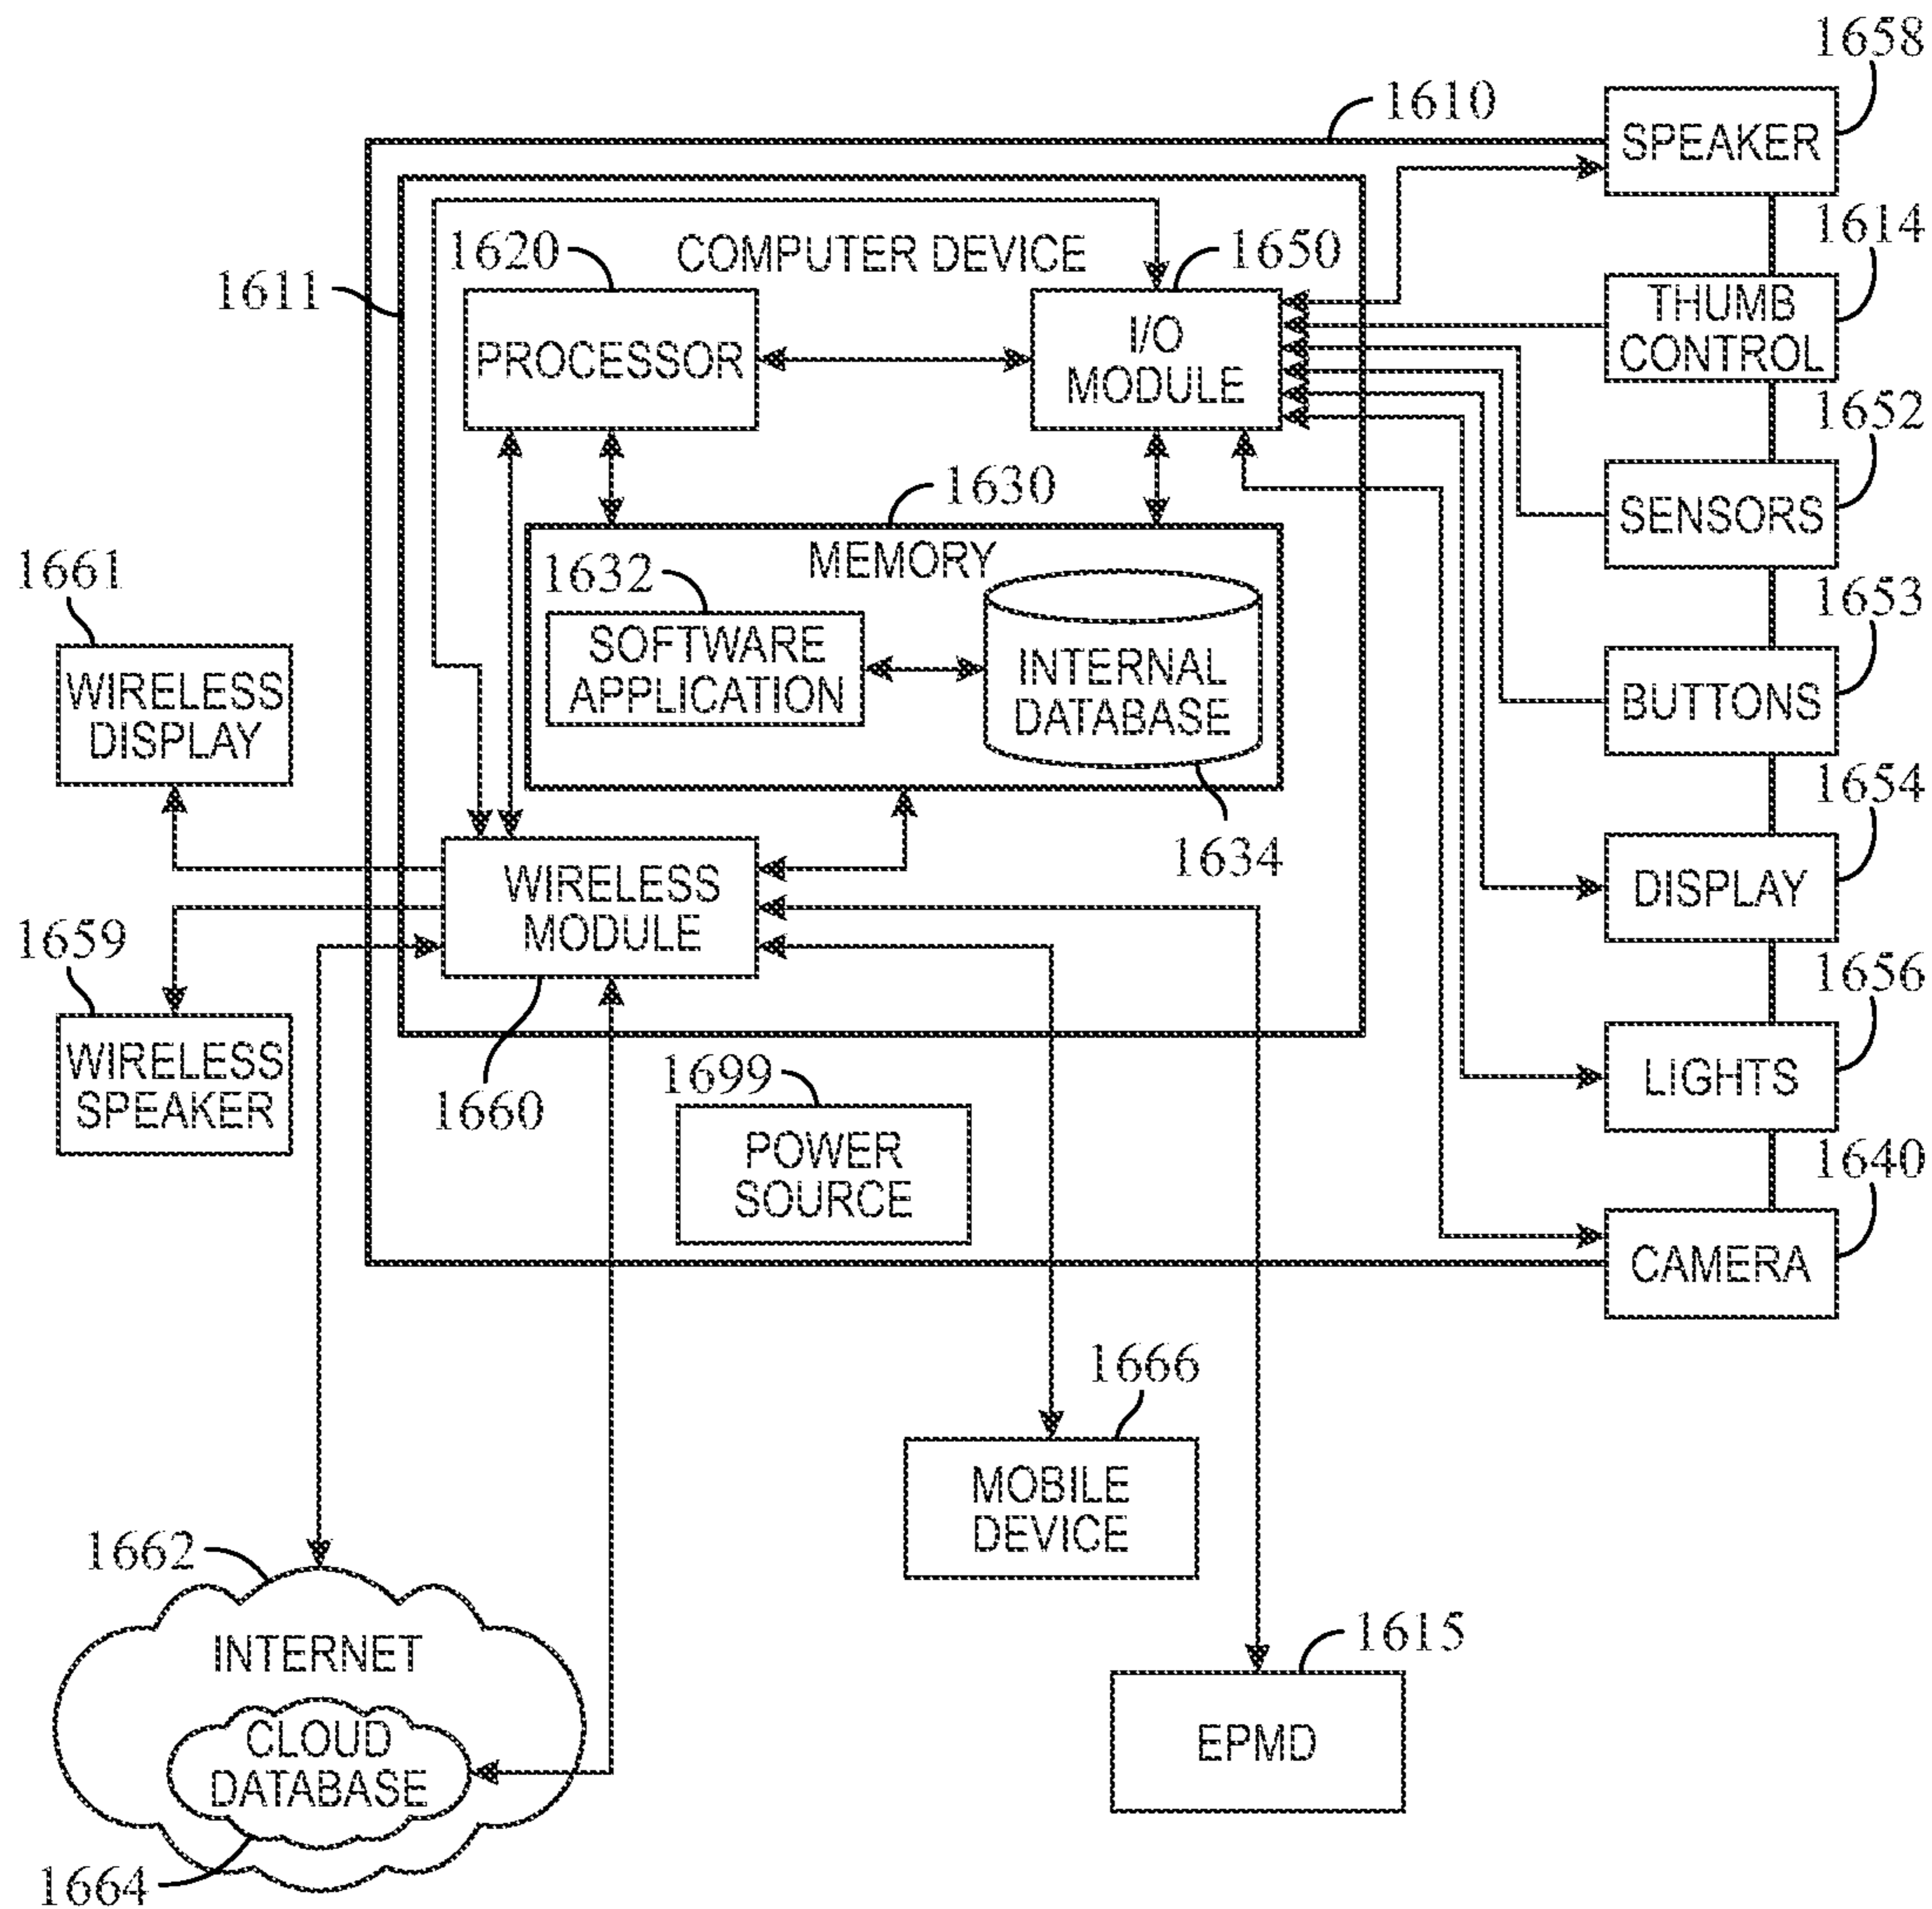 1658
1610
SPEAKER
1614
1620
COMPUTER DEVICE
1650
1611
THUMB
CONTROL
PROCESSOR
I/O
MODULE
1652
1630
SENSORS
MEMORY
1661
1632
1653
SOFTWARE
APPLICATION
INTERNAL
DATABASE
WIRELESS
DISPLAY
BUTTONS
1654
1634
WIRELESS
MODULE
DISPLAY
1659
1656
WIRELESS
SPEAKER
1660
1699
LIGHTS
POWER
SOURCE
1640
CAMERA
1666
MOBILE
DEVICE
1662
INTERNET
1615
CLOUD
DATABASE
EPMD
1664